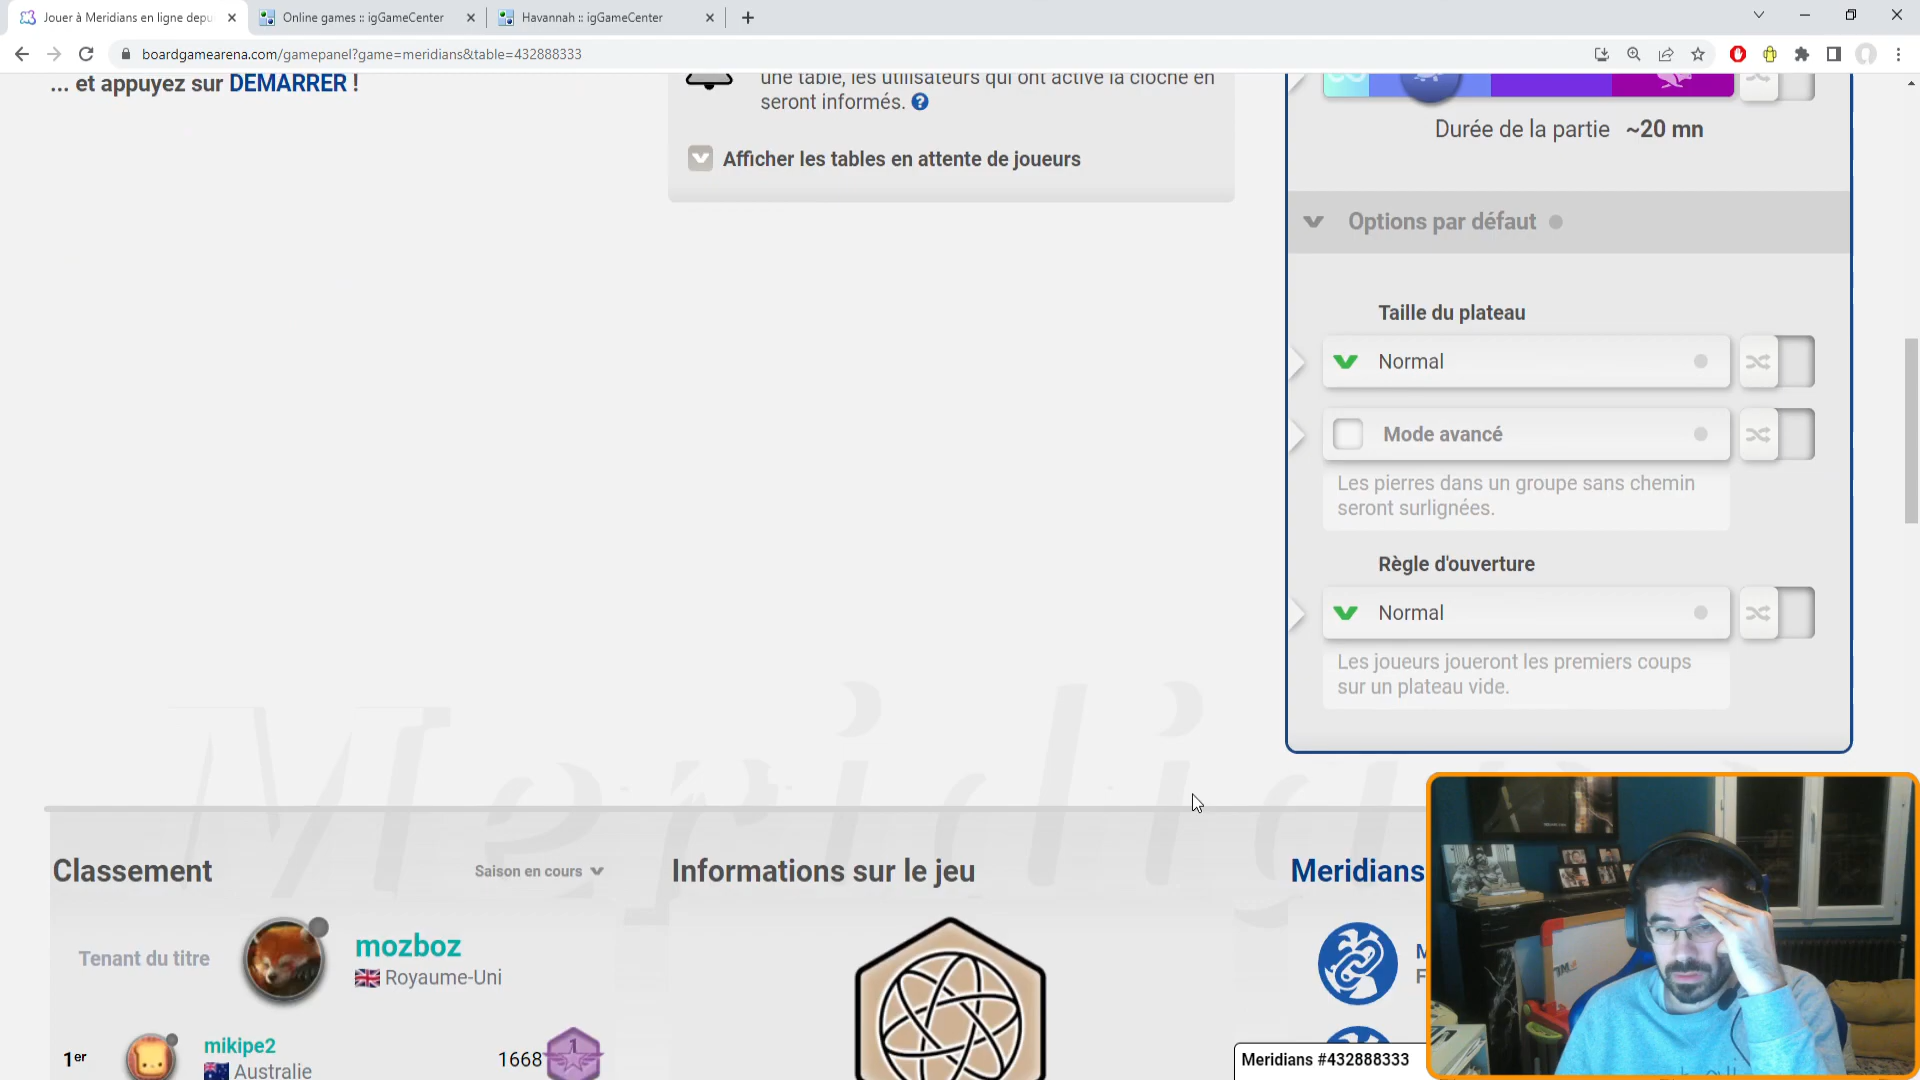 Jouer à Meridians en ligne depu
Online games :: igGameCenter
Havannah :: igGameCenter
boardgamearena.com/gamepanel?game=meridians&table=432888333
... et appuyez sur DEMARRER !
une table, les utilisateurs qui ont activé la cloche en
seront informés.
Afficher les tables en attente de joueurs
Durée de la partie ~20 mn
Options par défaut
Taille du plateau
Normal
Mode avancé
Les pierres dans un groupe sans chemin
seront surlignées.
Règle d'ouverture
Normal
Les joueurs joueront les premiers coups
sur un plateau vide.
Classement
Saison en cours
Tenant du titre
mozboz
Royaume-Uni
1er
mikipe2
1668
1
Australie
Informations sur le jeu
Meridians
Meridians #432888333